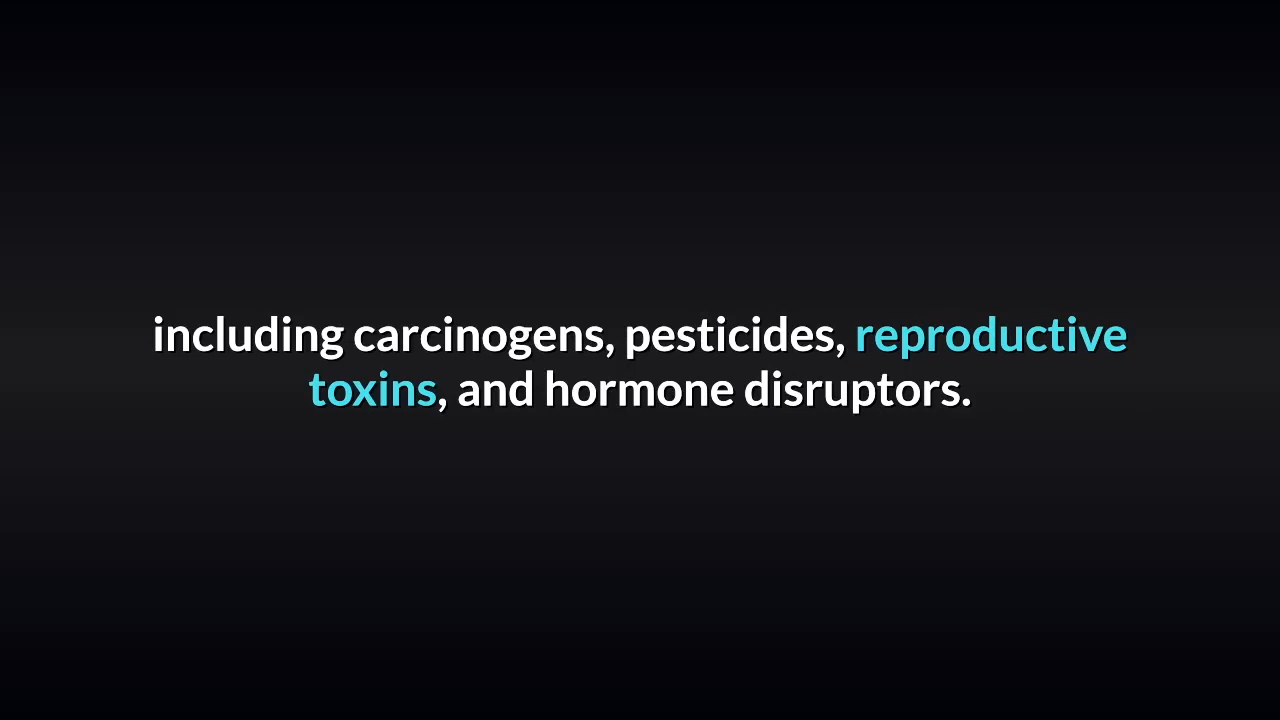 including carcinogens, pesticides, reproductive
toxins, and hormone disruptors.